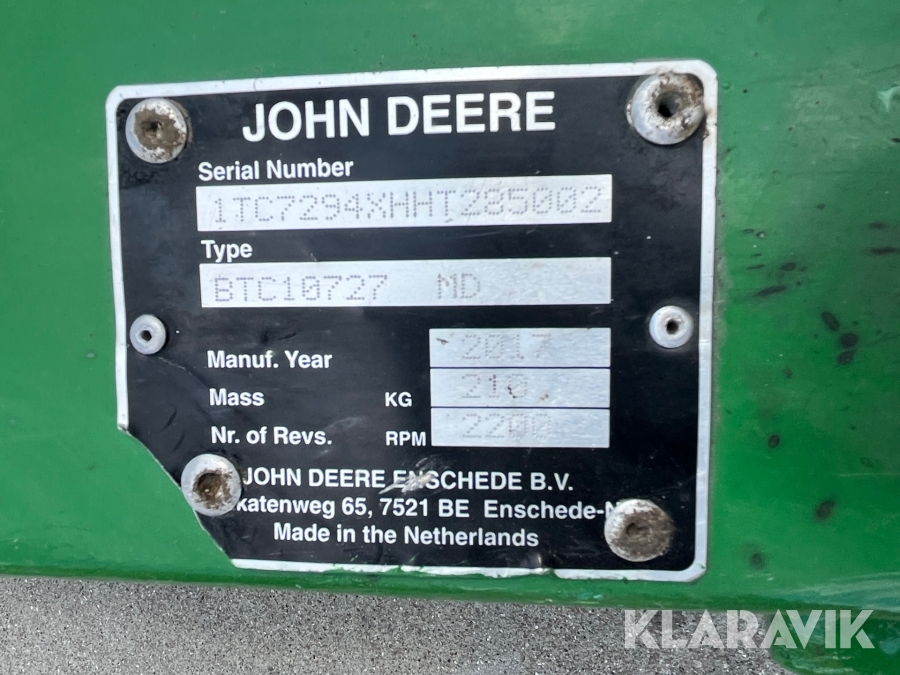 JOHN DEERE
Serial Number
1TC7294XHHT285002
Type
BTC10727 MD
Manuf. Year 2017
Mass KG 210
Nr. of Revs. RPM 2200
JOHN DEERE ENSCHEDE B.V.
65, 7521 BE Enschede-
Made in the Netherlands
KLARAVIK